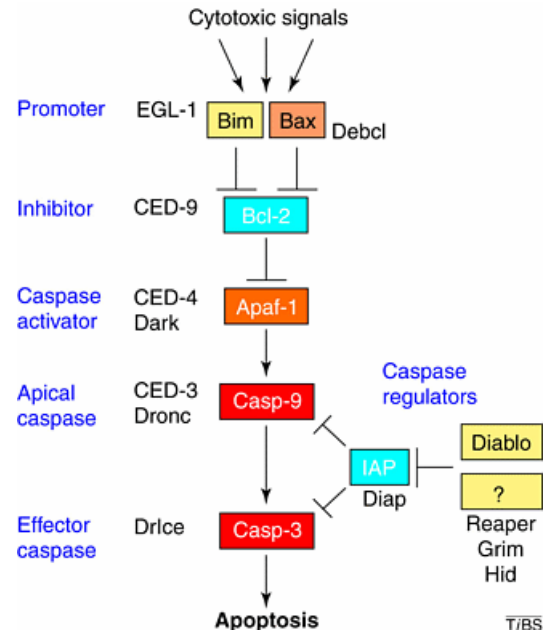 Cytotoxic signals
Promoter
EGL-1
Bim
Bax
Debcl
Inhibitor
CED-9
Bcl-2
Caspase
activator
CED-4
Dark
Apaf-1
Apical
caspase
CED-3
Dronc
Casp-9
Caspase
regulators
Diablo
IAP
Diap
?
Reaper
Grim
Hid
Effector
caspase
DrIce
Casp-3
Apoptosis
TiBS